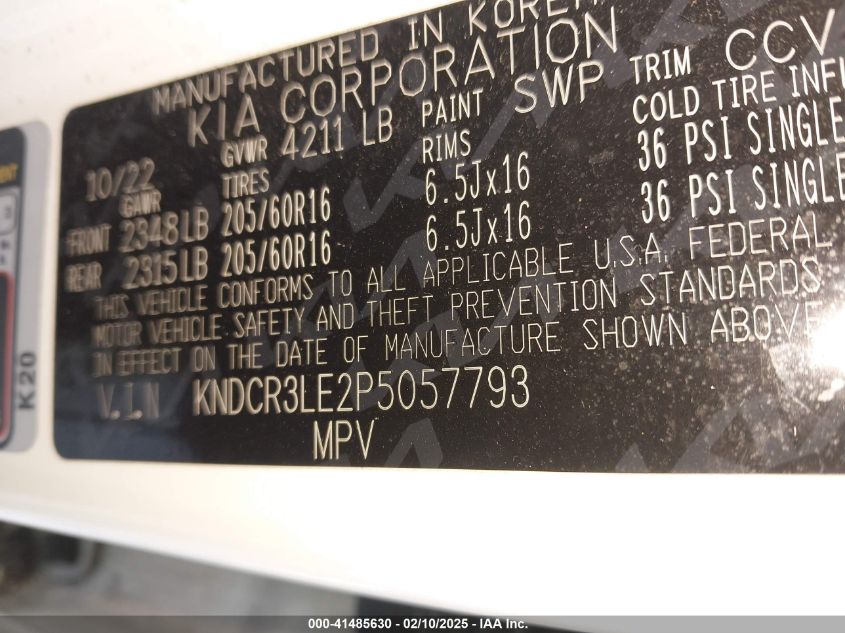 MANUFACTURED IN KOREA
KIA CORPORATION
10/22 GVWR 4211 LB PAINT SWP TRIM CCV
GAWR TIRES RIMS COLD TIRE INFL
FRONT 2348 LB 205/60R16 6.5Jx16 36 PSI SINGLE
REAR 2315 LB 205/60R16 6.5Jx16 36 PSI SINGLE
THIS VEHICLE CONFORMS TO ALL APPLICABLE U.S.A. FEDERAL
MOTOR VEHICLE SAFETY AND THEFT PREVENTION STANDARDS
IN EFFECT ON THE DATE OF MANUFACTURE SHOWN ABOVE
V.I.N KNDCR3LE2P5057793
MPV
K20
000-41485630 - 02/10/2025 - IAA Inc.